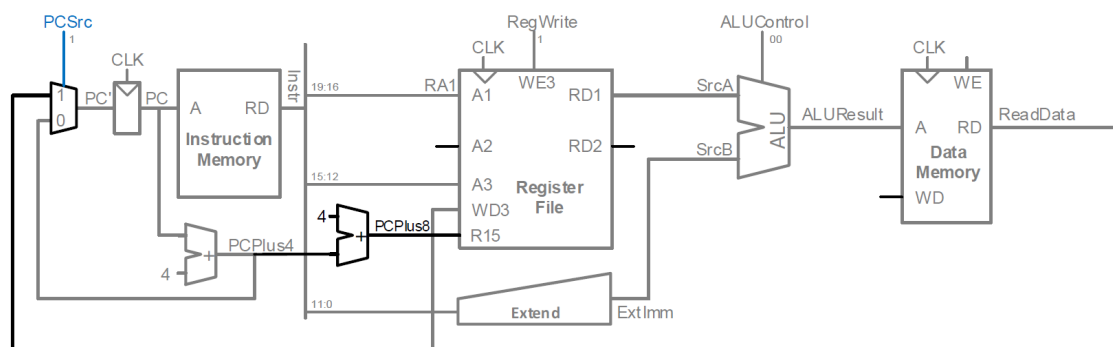 PCSrc
1
RegWrite
1
ALUControl
00
CLK
CLK
CLK
1
0
PC'
PC
A
RD
Instruction
Memory
Instr
19:16
RA1
A1
WE3
RD1
A2
RD2
15:12
A3
WD3
R15
Register
File
SrcA
SrcB
ALU
ALUResult
WE
A
RD
Data
Memory
WD
ReadData
4
+
PCPlus4
4
+
PCPlus8
11:0
Extend
ExtImm